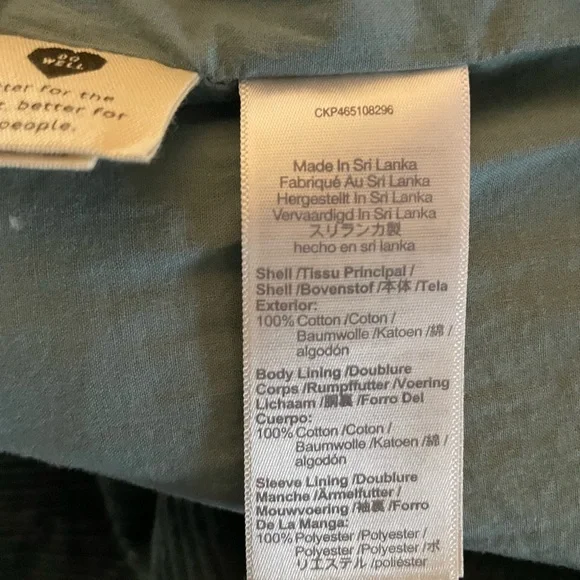 DO
WELL
ter for the
t. better for
people.
CKP465108296
Made In Sri Lanka
Fabriqué Au Sri Lanka
Hergestellt In Sri Lanka
Vervaardigd In Sri Lanka
スリランカ製
hecho en sri lanka
Shell /Tissu Principal /
Shell /Bovenstof /本体 /Tela
Exterior:
100% Cotton /Coton /
Baumwolle /Katoen /綿 /
algodón
Body Lining /Doublure
Corps /Rumpffutter /Voering
Lichaam /胴裏 /Forro Del
Cuerpo:
100% Cotton /Coton /
Baumwolle /Katoen /綿 /
algodón
Sleeve Lining /Doublure
Manche /Ärmelfutter /
Mouwvoering /袖裏 /Forro
De La Manga:
100% Polyester /Polyester /
Polyester /Polyester /ポ
リエステル /poliéster